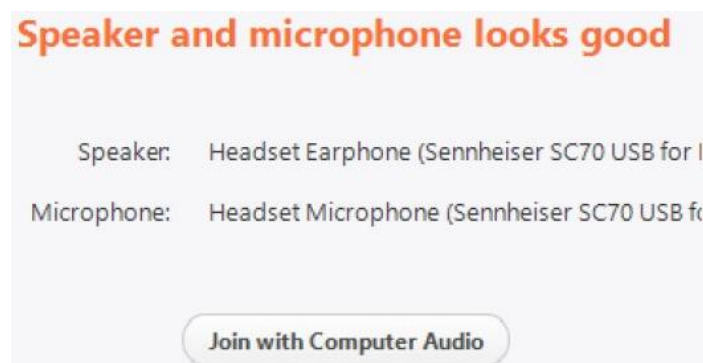 Speaker and microphone looks good
Speaker: Headset Earphone (Sennheiser SC70 USB for
Microphone: Headset Microphone (Sennheiser SC70 USB
Join with Computer Audio